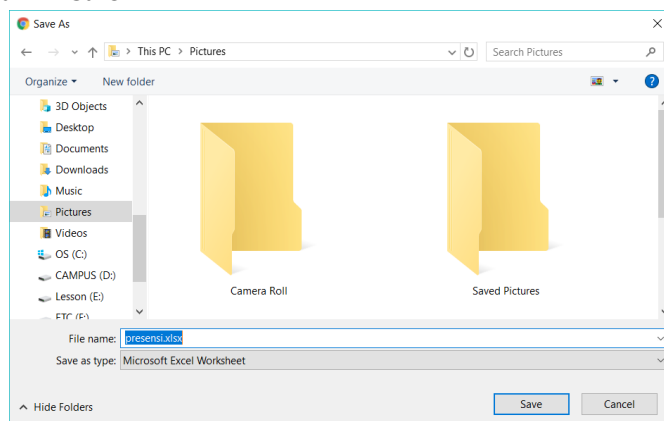 Save As
This PC > Pictures
Search Pictures
Organize
New folder
3D Objects
Desktop
Documents
Downloads
Music
Pictures
Videos
OS (C:)
CAMPUS (D:)
Lesson (E:)
ETC (F:)
Camera Roll
Saved Pictures
File name: presensi.xlsx
Save as type: Microsoft Excel Worksheet
Hide Folders
Save
Cancel